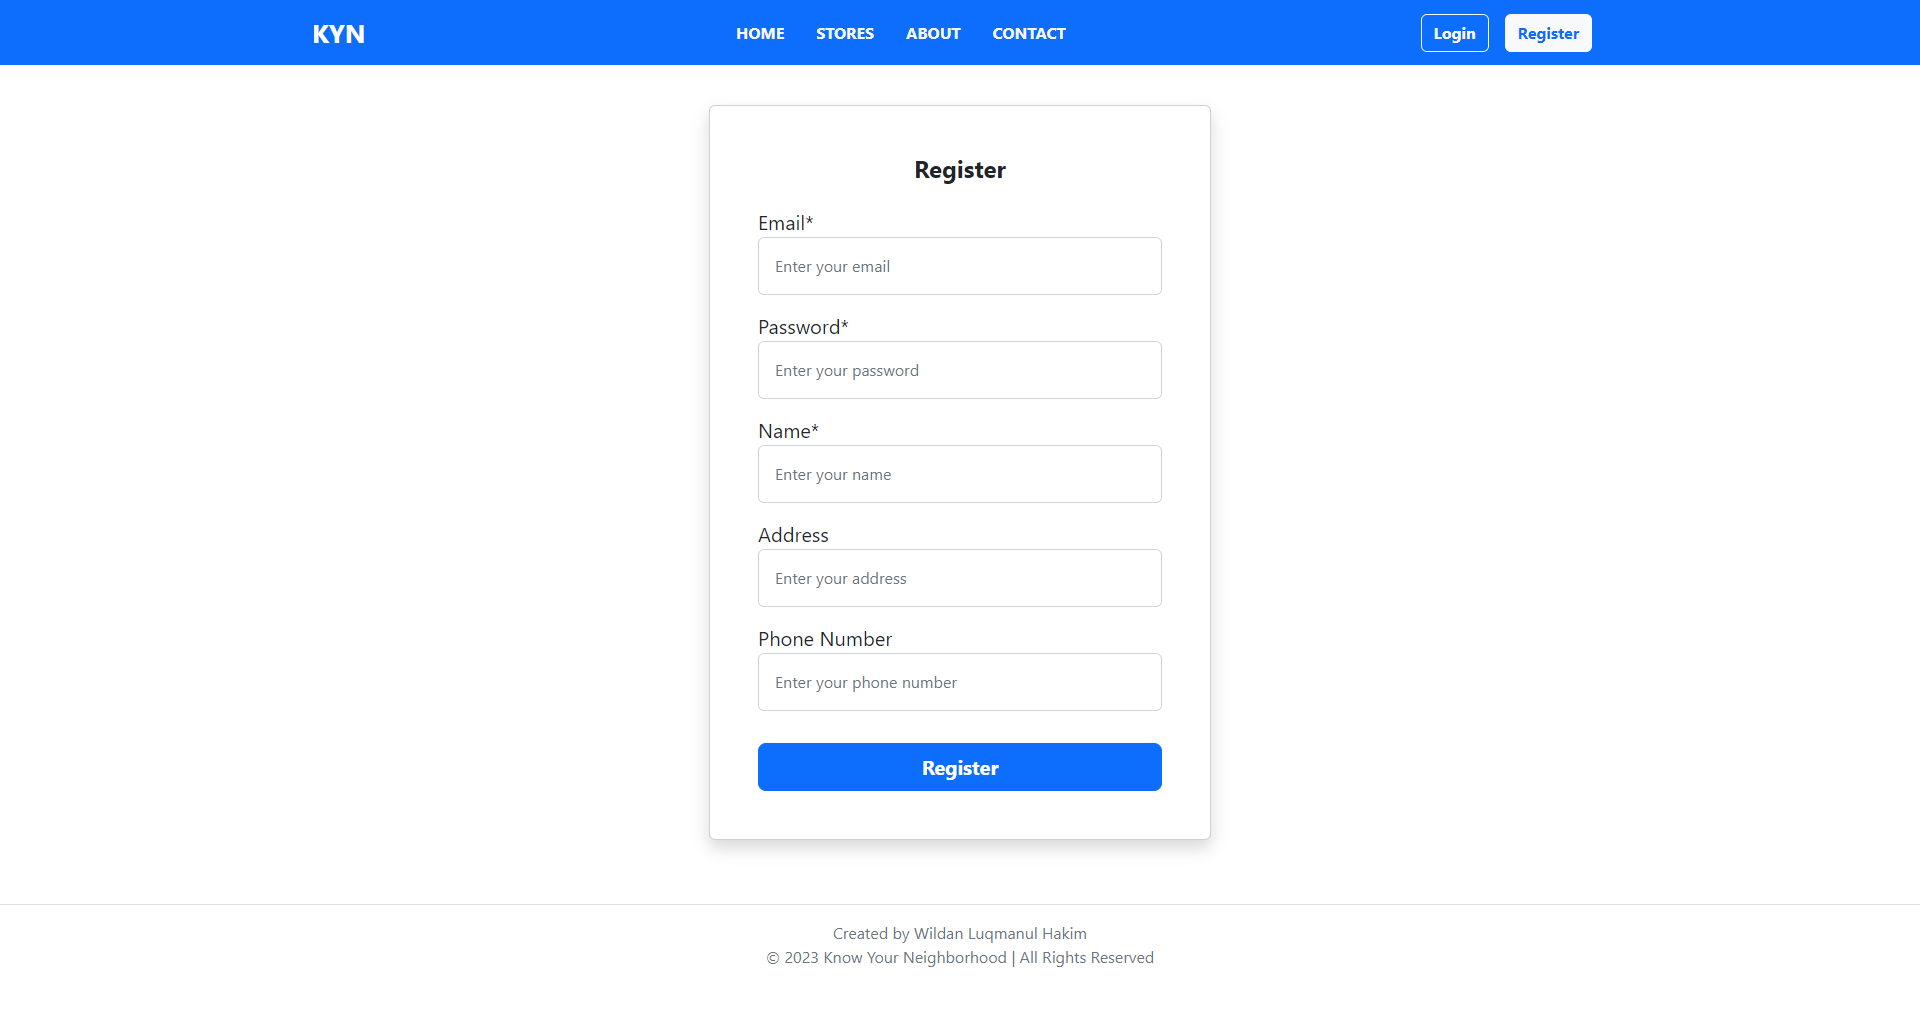 KYN
HOME STORES ABOUT CONTACT
Login Register
Register
Email*
Enter your email
Password*
Enter your password
Name*
Enter your name
Address
Enter your address
Phone Number
Enter your phone number
Register
Created by Wildan Luqmanul Hakim
© 2023 Know Your Neighborhood | All Rights Reserved